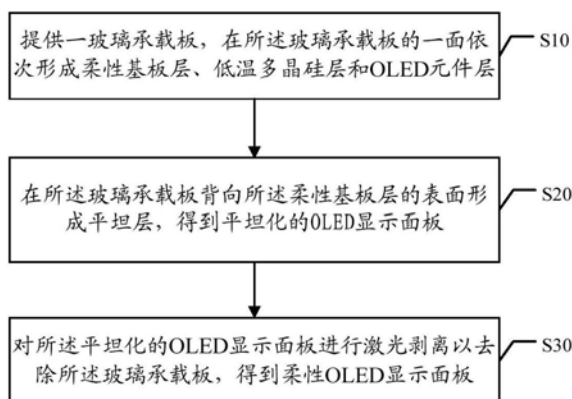 提供一玻璃承载板，在所述玻璃承载板的一面依
次形成柔性基板层、低温多晶硅层和OLED元件层
S10
在所述玻璃承载板背向所述柔性基板层的表面形
成平坦层，得到平坦化的OLED显示面板
S20
对所述平坦化的OLED显示面板进行激光剥离以去
除所述玻璃承载板，得到柔性OLED显示面板
S30